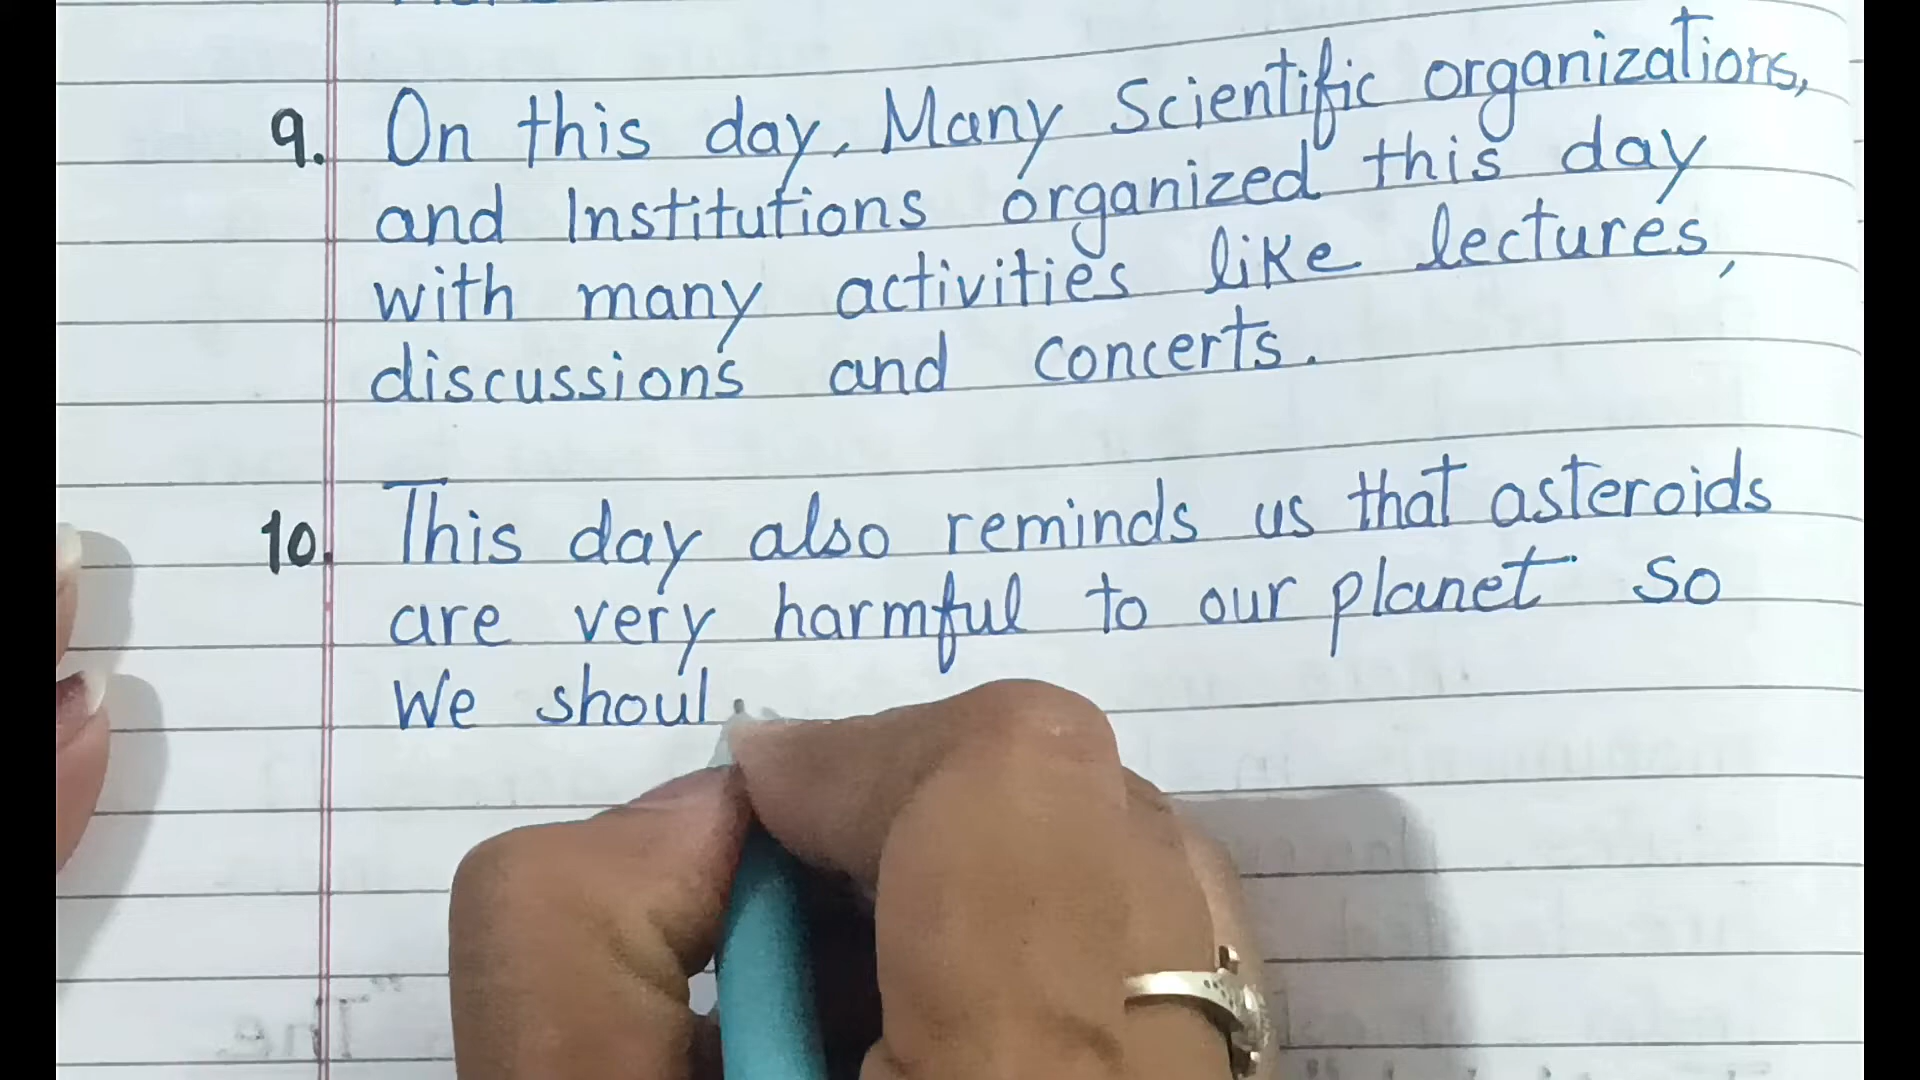 9. On this day, Many Scientific organizations,
and Institutions organized this day
with many activities like lectures,
discussions and concerts.
10. This day also reminds us that asteroids
are very harmful to our planet so
We shoul